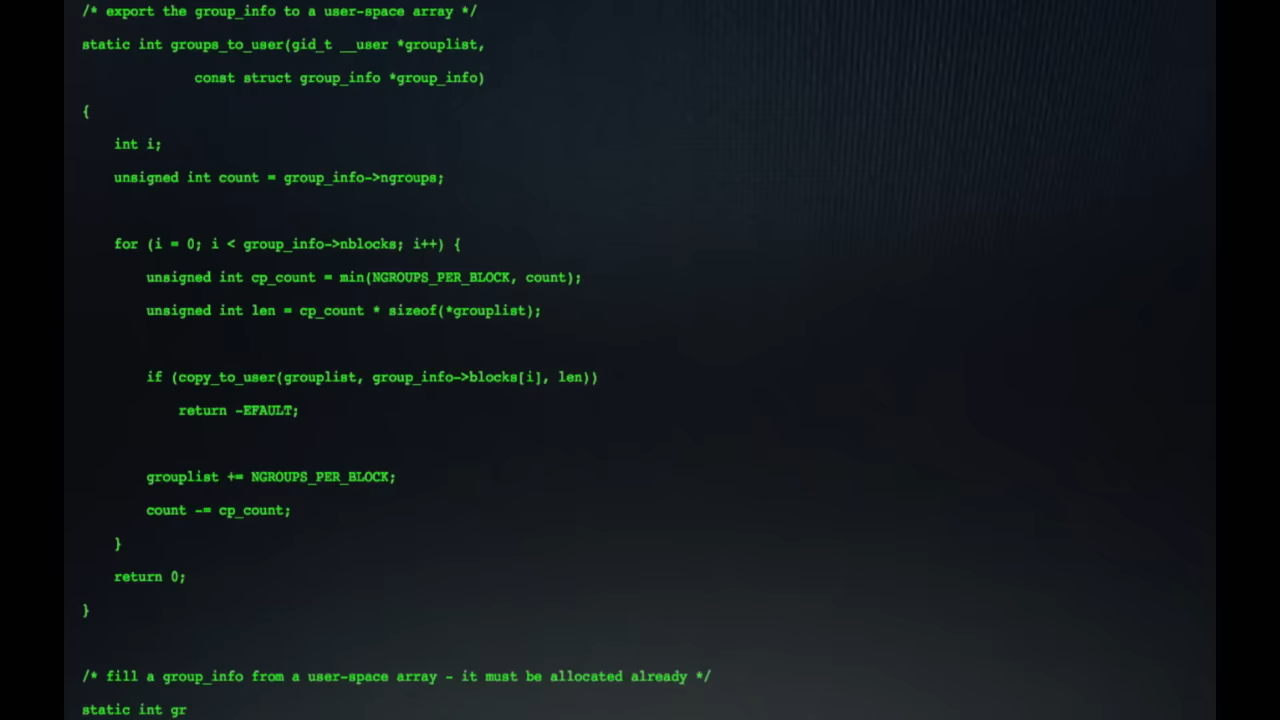 /* export the group_info to a user-space array */
static int groups_to_user(gid_t __user *grouplist,
const struct group_info *group_info)
{
int i;
unsigned int count = group_info->ngroups;
for (i = 0; i < group_info->nblocks; i++) {
unsigned int cp_count = min(NGROUPS_PER_BLOCK, count);
unsigned int len = cp_count * sizeof(*grouplist);
if (copy_to_user(grouplist, group_info->blocks[i], len))
return -EFAULT;
grouplist += NGROUPS_PER_BLOCK;
count -= cp_count;
}
return 0;
}
/* fill a group_info from a user-space array - it must be allocated already */
static int gr